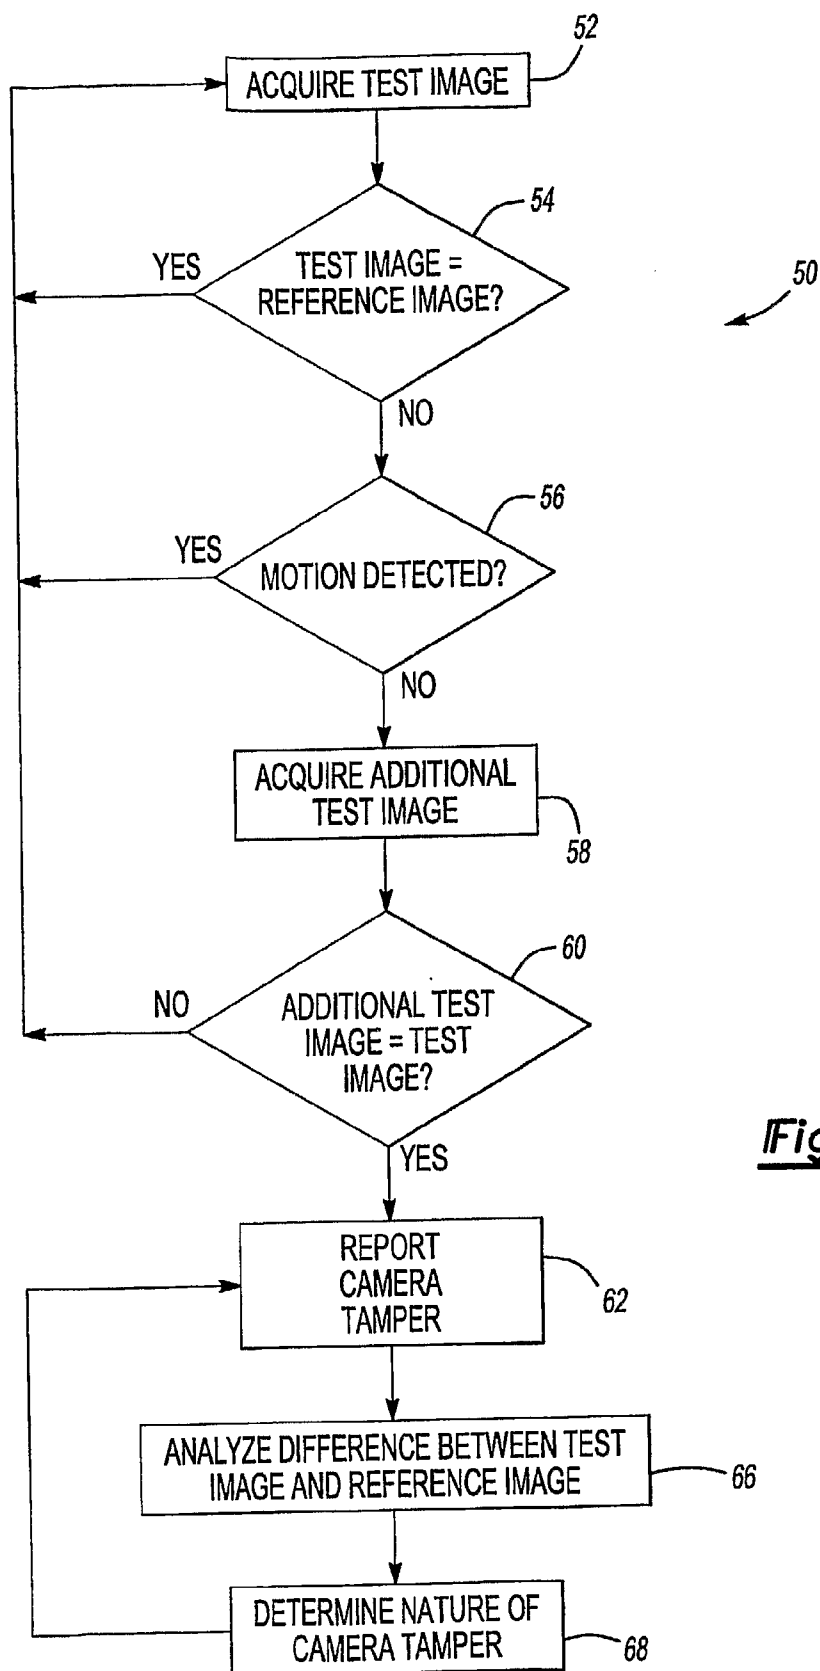 52
ACQUIRE TEST IMAGE
54
YES
TEST IMAGE =
REFERENCE IMAGE?
50
NO
56
YES
MOTION DETECTED?
NO
ACQUIRE ADDITIONAL
TEST IMAGE
58
60
NO
ADDITIONAL TEST
IMAGE = TEST
IMAGE?
YES
REPORT
CAMERA
TAMPER
62
ANALYZE DIFFERENCE BETWEEN TEST
IMAGE AND REFERENCE IMAGE
66
DETERMINE NATURE OF
CAMERA TAMPER
68